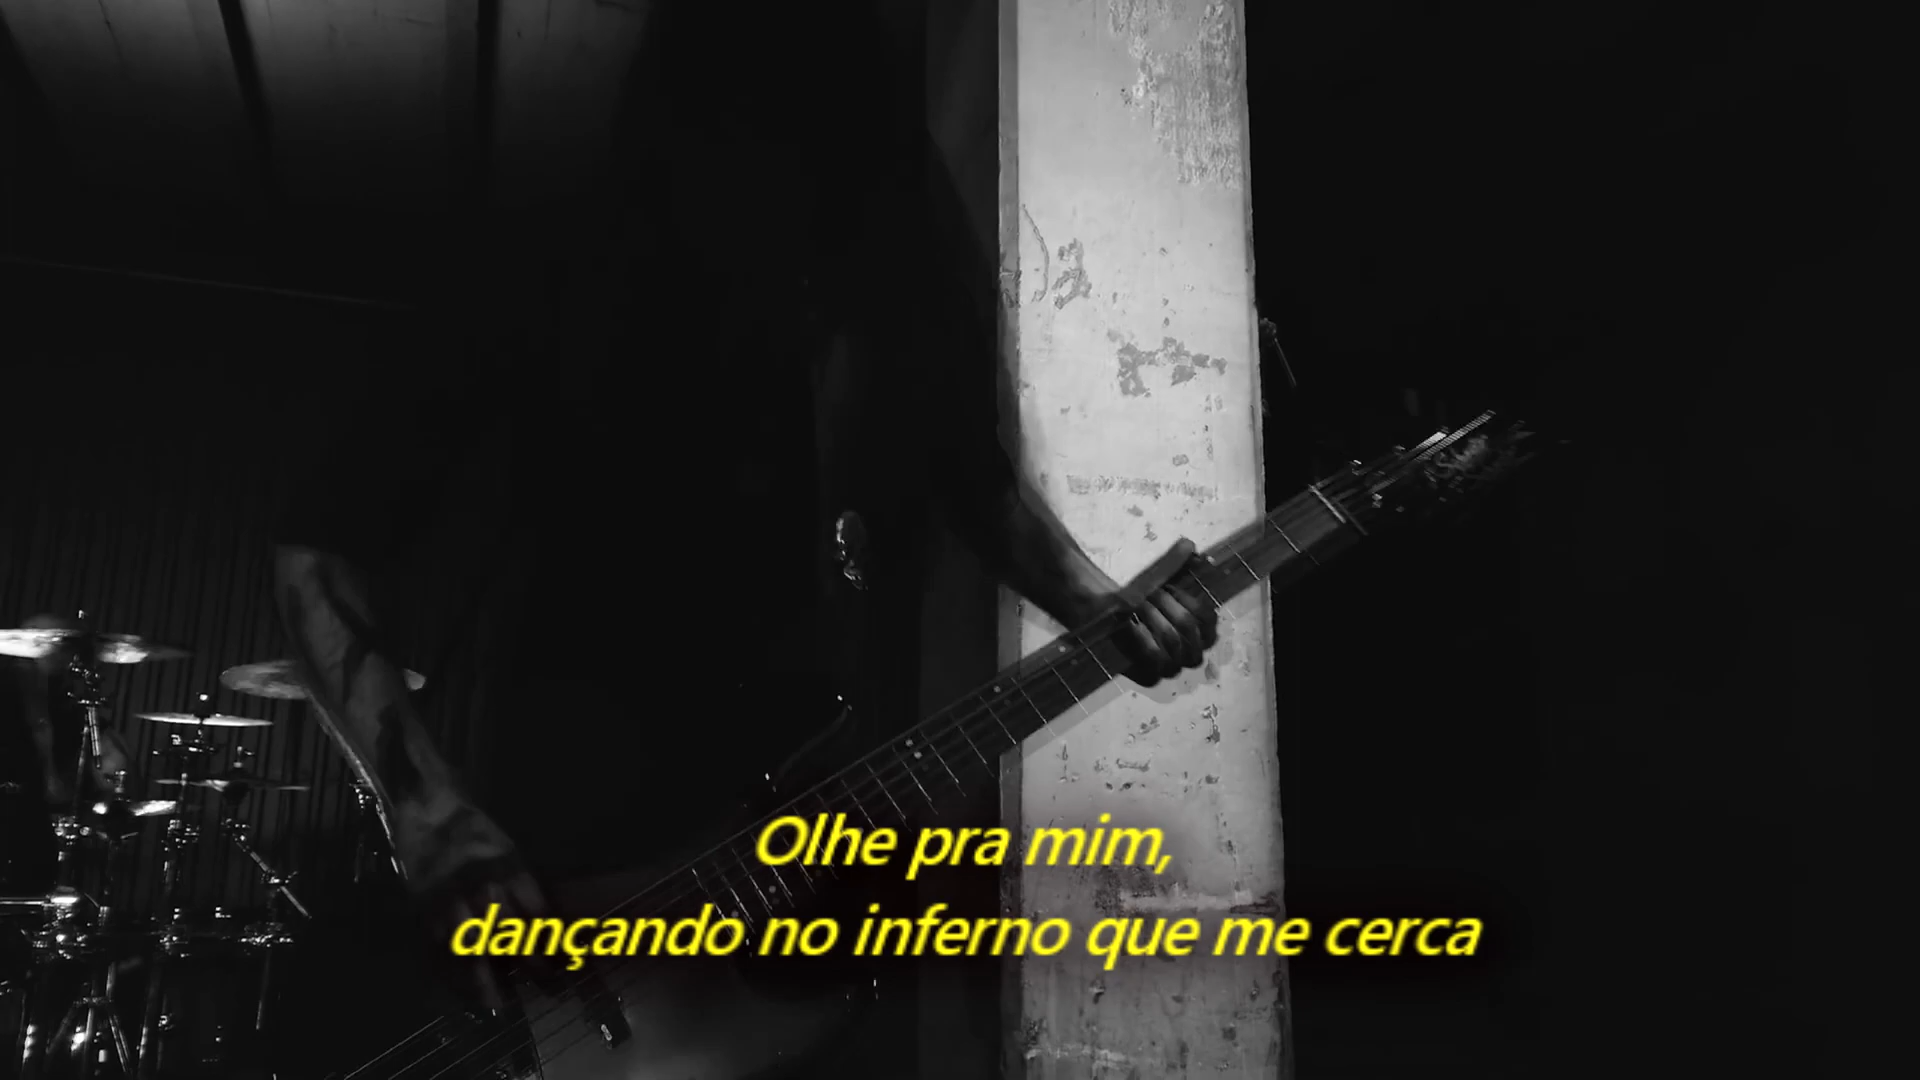 Olhe pra mim,
dançando no inferno que me cerca